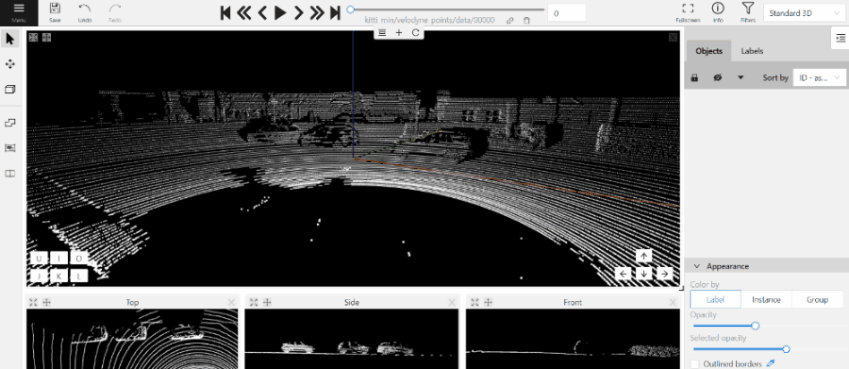 Menu
Save
Undo
Redo
kitti_min/velodyne_points/data/00000
0
Fullscreen
Info
Filters
Standard 3D
Objects
Labels
Sort by
ID - as...
U I O
J K L
Top
Side
Front
Appearance
Color by
Label
Instance
Group
Opacity
Selected opacity
Outlined borders